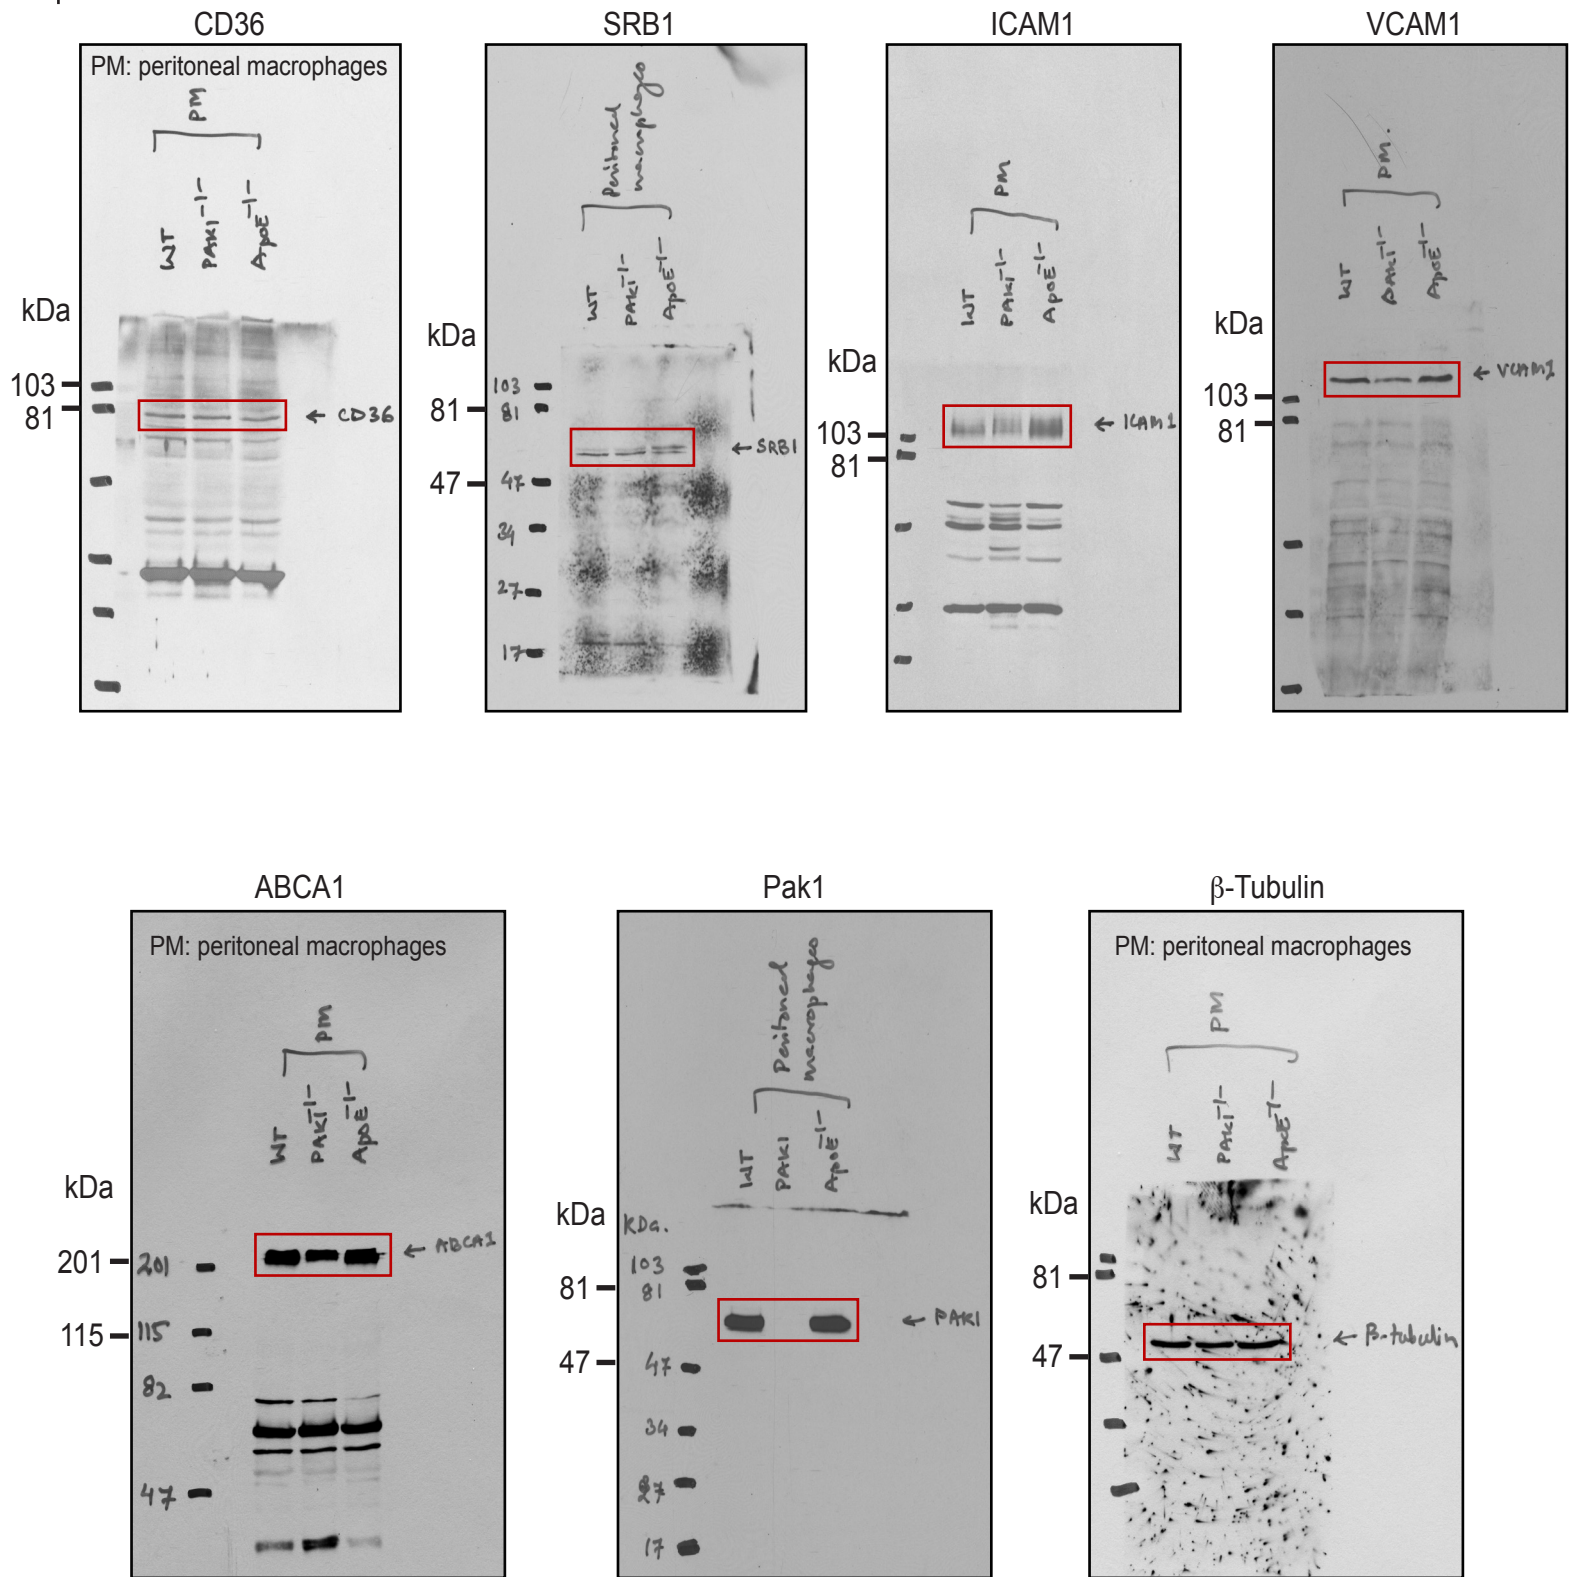 CD36
PM: peritoneal macrophages
PM
WT
PAK1-/-
ApoE-/-
kDa
103
81
← CD36
SRB1
Peritoneal
macrophages
WT
PAK1-/-
ApoE-/-
kDa
81
47
103
81
47
34
27
17
← SRB1
ICAM1
PM
WT
PAK1-/-
ApoE-/-
kDa
103
81
← ICAM1
VCAM1
PM.
WT
PAK1-/-
ApoE-/-
kDa
103
81
← VCAM1
ABCA1
PM: peritoneal macrophages
PM
WT
PAK1-/-
ApoE-/-
kDa
201
115
201
115
82
47
← ABCA1
Pak1
Peritoneal
macrophages
WT
PAK1
ApoE-/-
kDa
81
47
KDa.
103
81
47
34
27
17
← PAK1
β-Tubulin
PM: peritoneal macrophages
PM
WT
PAK1-/-
ApoE-/-
kDa
81
47
← β-tubulin